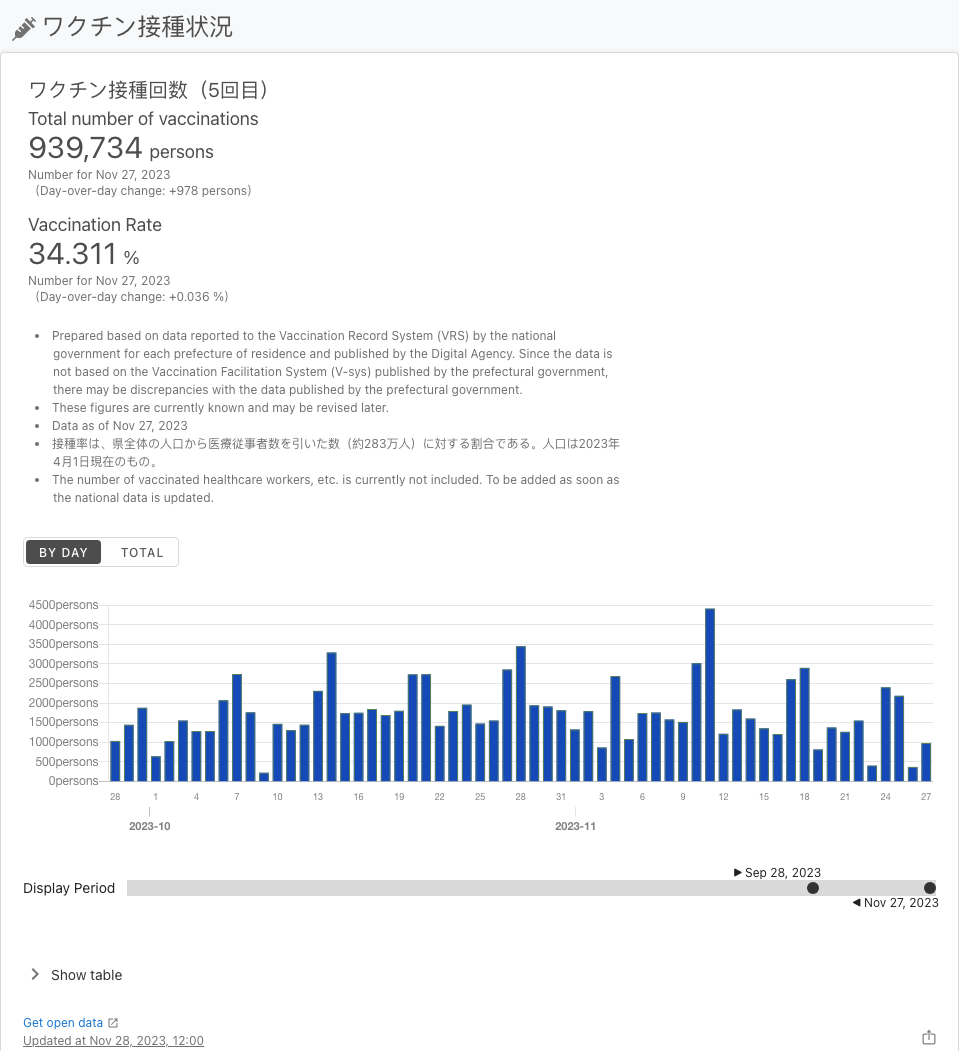 ワクチン接種状況
ワクチン接種回数（5回目）
Total number of vaccinations
939,734 persons
Number for Nov 27, 2023
（Day-over-day change: +978 persons）
Vaccination Rate
34.311 %
Number for Nov 27, 2023
（Day-over-day change: +0.036 %）
• Prepared based on data reported to the Vaccination Record System (VRS) by the national
government for each prefecture of residence and published by the Digital Agency. Since the data is
not based on the Vaccination Facilitation System (V-sys) published by the prefectural government,
there may be discrepancies with the data published by the prefectural government.
• These figures are currently known and may be revised later.
• Data as of Nov 27, 2023
• 接種率は、県全体の人口から医療従事者数を引いた数（約283万人）に対する割合である。人口は2023年
4月1日現在のもの。
• The number of vaccinated healthcare workers, etc. is currently not included. To be added as soon as
the national data is updated.
BY DAY TOTAL
4500persons
4000persons
3500persons
3000persons
2500persons
2000persons
1500persons
1000persons
500persons
0persons
28 1 4 7 10 13 16 19 22 25 28 31 3 6 9 12 15 18 21 24 27
2023-10 2023-11
Sep 28, 2023
Display Period
Nov 27, 2023
Show table
Get open data
Updated at Nov 28, 2023, 12:00